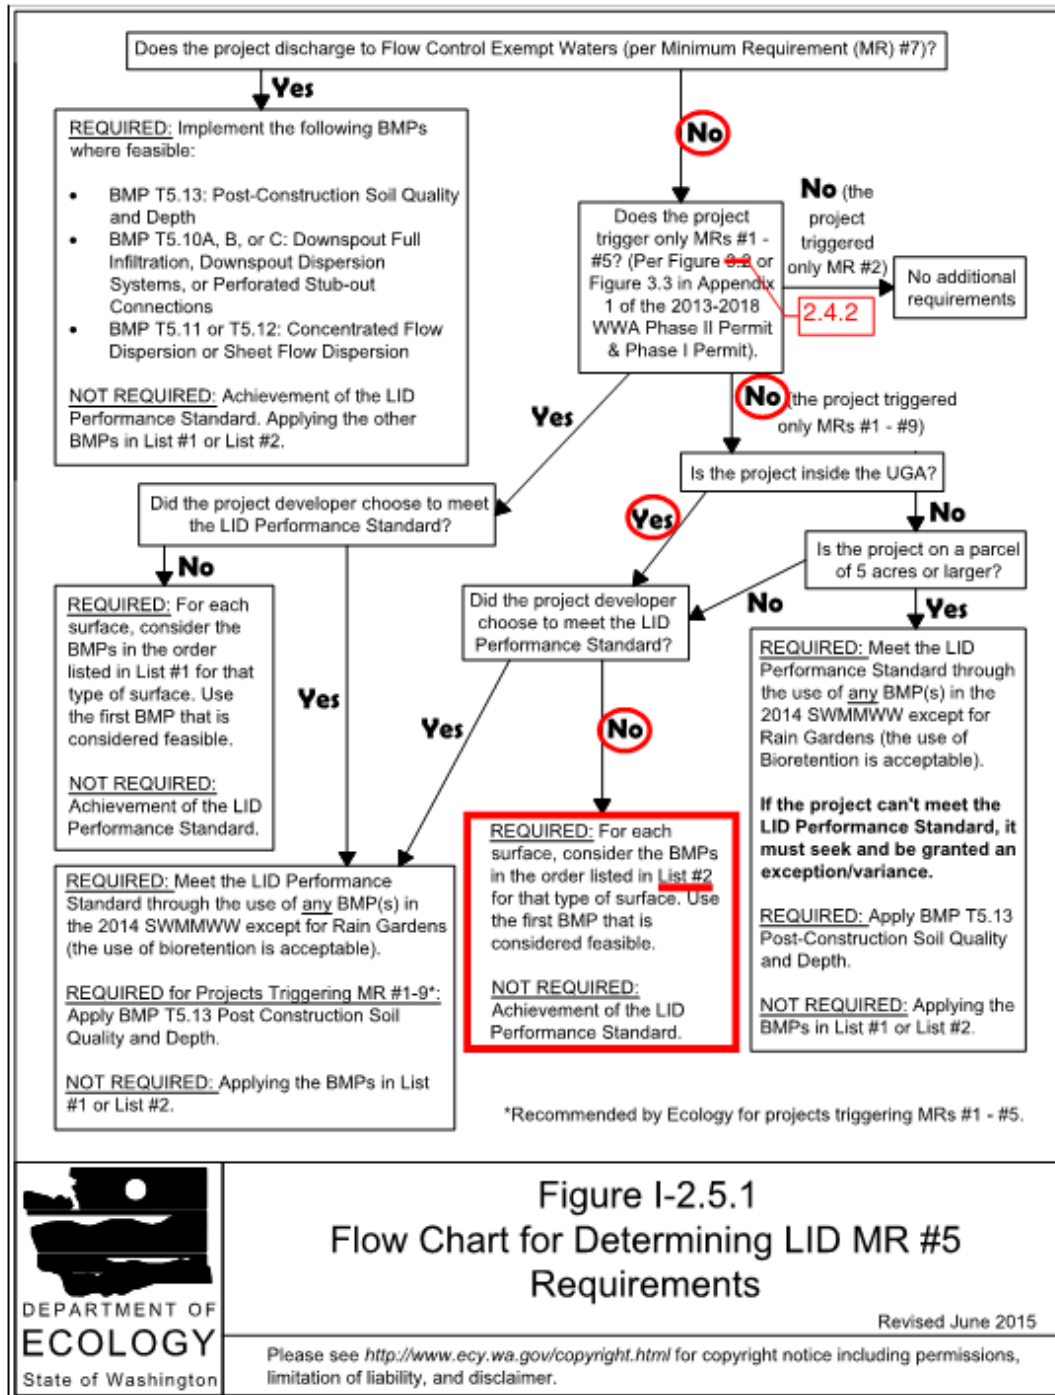 Does the project discharge to Flow Control Exempt Waters (per Minimum Requirement (MR) #7)?
Yes
No
REQUIRED: Implement the following BMPs
where feasible:
• BMP T5.13: Post-Construction Soil Quality
and Depth
• BMP T5.10A, B, or C: Downspout Full
Infiltration, Downspout Dispersion
Systems, or Perforated Stub-out
Connections
• BMP T5.11 or T5.12: Concentrated Flow
Dispersion or Sheet Flow Dispersion
NOT REQUIRED: Achievement of the LID
Performance Standard. Applying the other
BMPs in List #1 or List #2.
Does the project
trigger only MRs #1 -
#5? (Per Figure 3.2 or
Figure 3.3 in Appendix
1 of the 2013-2018
WWA Phase II Permit
& Phase I Permit).
2.4.2
No (the
project
triggered
only MR #2)
No additional
requirements
Yes
No (the project triggered
only MRs #1 - #9)
Is the project inside the UGA?
Yes
No
Did the project developer choose to meet
the LID Performance Standard?
No
Yes
Is the project on a parcel
of 5 acres or larger?
No
Yes
Did the project developer
choose to meet the LID
Performance Standard?
Yes
No
REQUIRED: For each
surface, consider the
BMPs in the order
listed in List #1 for that
type of surface. Use
the first BMP that is
considered feasible.
NOT REQUIRED:
Achievement of the LID
Performance Standard.
REQUIRED: Meet the LID
Performance Standard through
the use of any BMP(s) in the
2014 SWMMWW except for
Rain Gardens (the use of
Bioretention is acceptable).
If the project can't meet the
LID Performance Standard, it
must seek and be granted an
exception/variance.
REQUIRED: Apply BMP T5.13
Post-Construction Soil Quality
and Depth.
NOT REQUIRED: Applying the
BMPs in List #1 or List #2.
REQUIRED: For each
surface, consider the BMPs
in the order listed in List #2
for that type of surface. Use
the first BMP that is
considered feasible.
NOT REQUIRED:
Achievement of the LID
Performance Standard.
REQUIRED: Meet the LID Performance
Standard through the use of any BMP(s) in
the 2014 SWMMWW except for Rain Gardens
(the use of bioretention is acceptable).
REQUIRED for Projects Triggering MR #1-9*:
Apply BMP T5.13 Post Construction Soil
Quality and Depth.
NOT REQUIRED: Applying the BMPs in List
#1 or List #2.
*Recommended by Ecology for projects triggering MRs #1 - #5.
DEPARTMENT OF
ECOLOGY
State of Washington
Figure I-2.5.1
Flow Chart for Determining LID MR #5
Requirements
Revised June 2015
Please see http://www.ecy.wa.gov/copyright.html for copyright notice including permissions,
limitation of liability, and disclaimer.